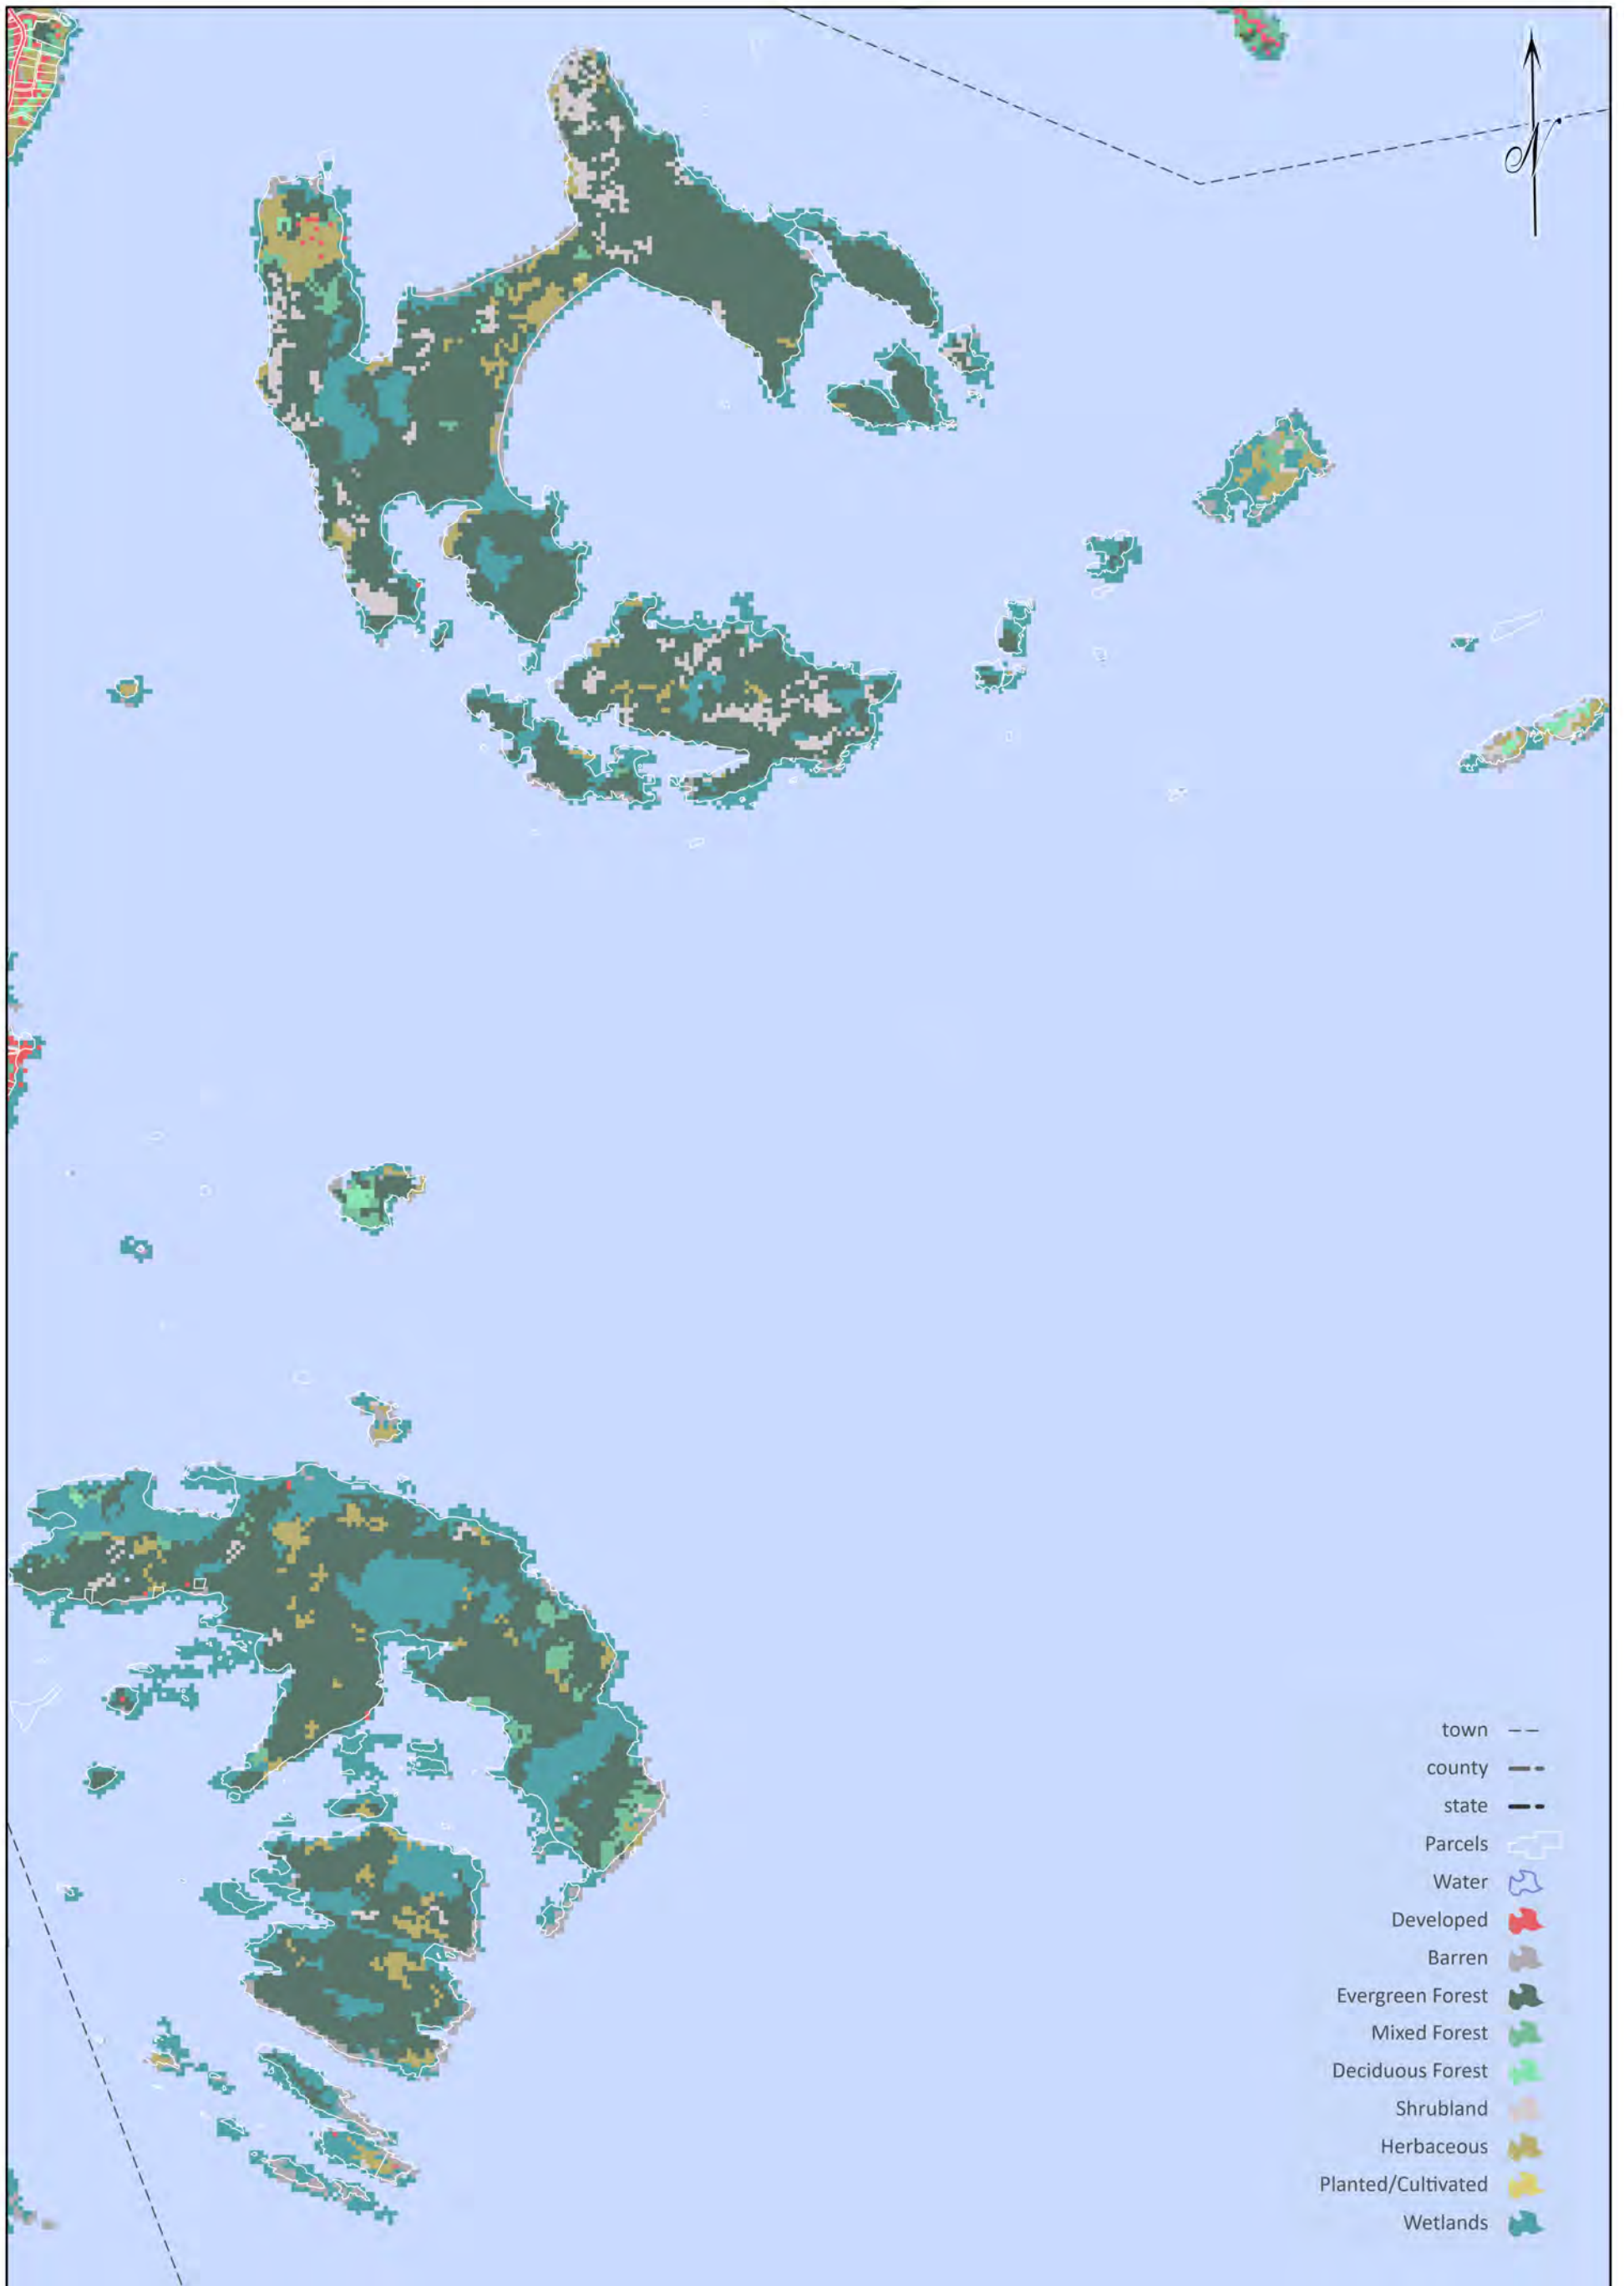 N
town
county
state
Parcels
Water
Developed
Barren
Evergreen Forest
Mixed Forest
Deciduous Forest
Shrubland
Herbaceous
Planted/Cultivated
Wetlands